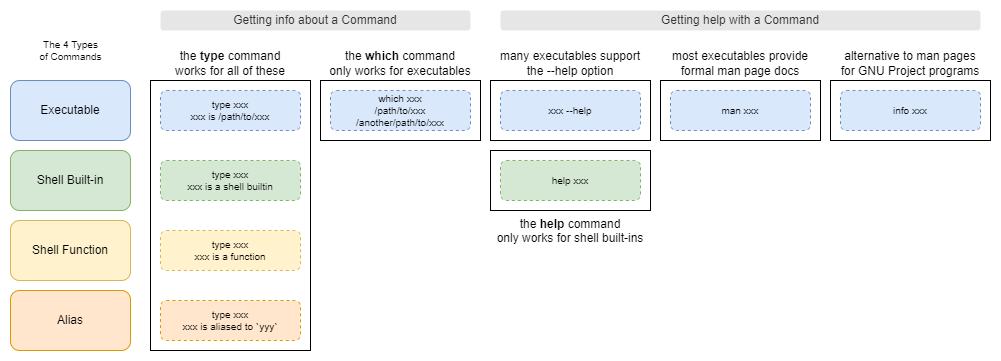 Getting info about a Command
Getting help with a Command
The 4 Types
of Commands
the type command
works for all of these
the which command
only works for executables
many executables support
the --help option
most executables provide
formal man page docs
alternative to man pages
for GNU Project programs
Executable
type xxx
xxx is /path/to/xxx
which xxx
/path/to/xxx
/another/path/to/xxx
xxx --help
man xxx
info xxx
Shell Built-in
type xxx
xxx is a shell builtin
help xxx
the help command
only works for shell built-ins
Shell Function
type xxx
xxx is a function
Alias
type xxx
xxx is aliased to `yyy`